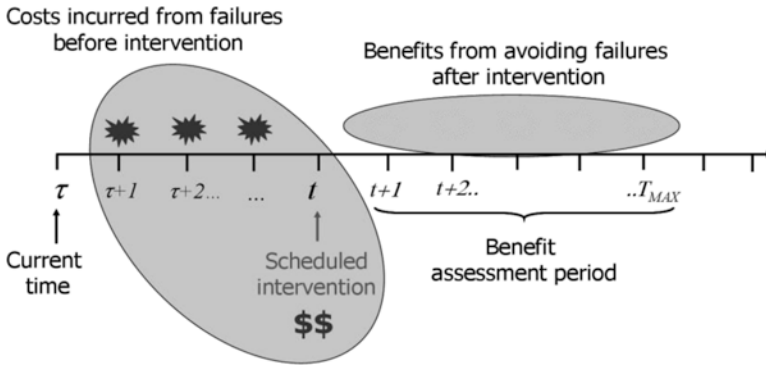 Costs incurred from failures
before intervention
Benefits from avoiding failures
after intervention
τ
τ+1
τ+2...
...
t
t+1
t+2..
..T_MAX
Current
time
Scheduled
intervention
$$
Benefit
assessment period